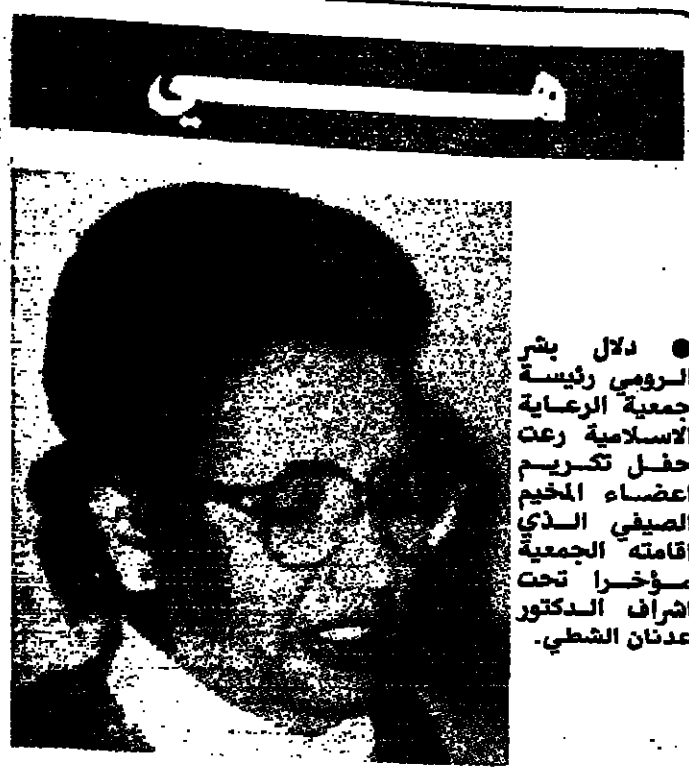 هي
● دلال بشر
الرومي رئيسة
جمعية الرعاية
الاسلامية رعت
حفل تكريم
اعضاء المخيم
الصيفي الذي
اقامته الجمعية
مؤخرا تحت
اشراف الدكتور
عدنان الشطي.